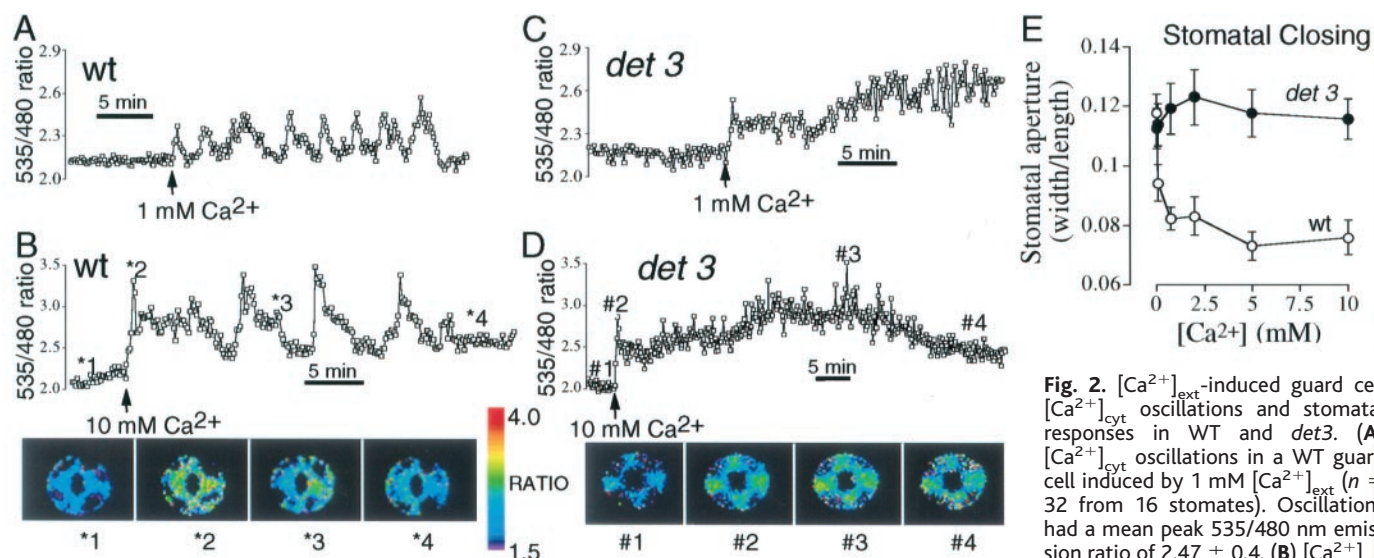 A
wt
535/480 ratio
2.9
2.6
2.3
2.0
5 min
1 mM Ca2+
B
wt
535/480 ratio
3.5
3.0
2.5
2.0
*1
*2
*3
*4
5 min
10 mM Ca2+
*1
*2
*3
*4
4.0
RATIO
1.5
C
det 3
535/480 ratio
2.9
2.6
2.3
2.0
5 min
1 mM Ca2+
D
det 3
535/480 ratio
3.5
3.0
2.5
2.0
#1
#2
#3
#4
5 min
10 mM Ca2+
#1
#2
#3
#4
E
Stomatal Closing
Stomatal aperture
(width/length)
0.14
0.12
0.1
0.08
0.06
det 3
wt
0
2.5
5
7.5
10
[Ca2+] (mM)
Fig. 2. [Ca2+]ext-induced guard cel
[Ca2+]cyt oscillations and stomata
responses in WT and det3. (A
[Ca2+]cyt oscillations in a WT guar
cell induced by 1 mM [Ca2+]ext (n =
32 from 16 stomates). Oscillation
had a mean peak 535/480 nm emis
sion ratio of 2.47 ± 0.4. (B) [Ca2+]